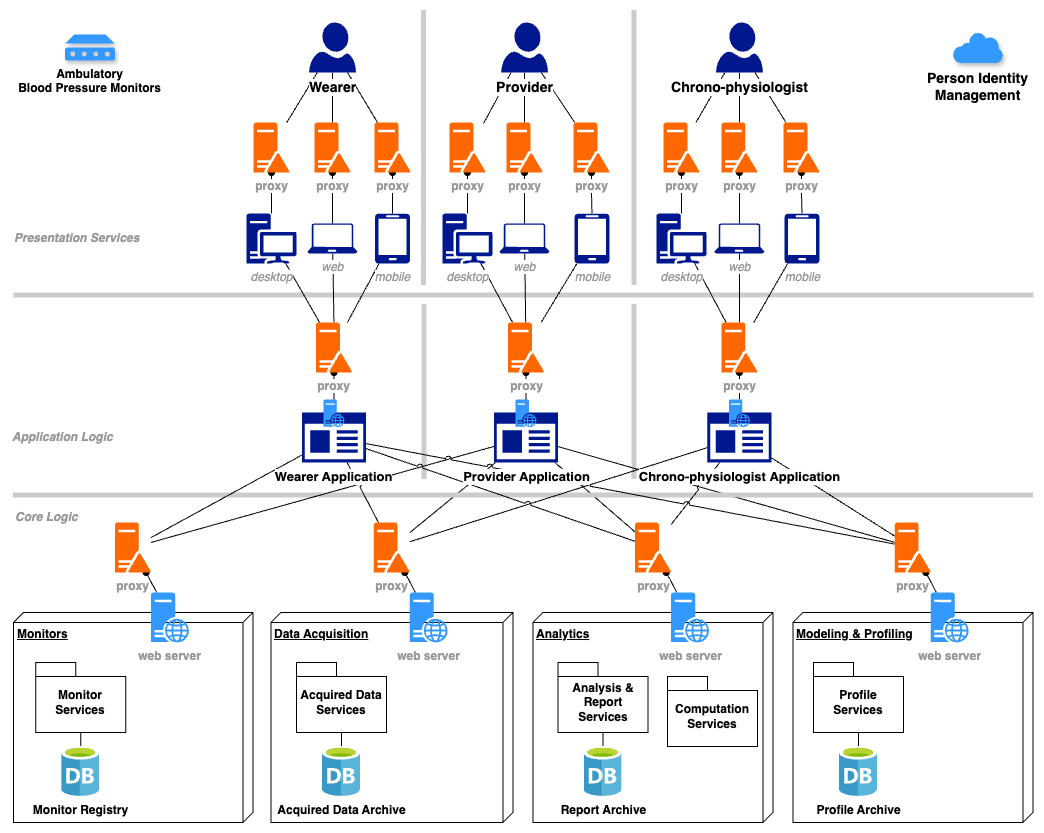 Ambulatory
Blood Pressure Monitors
Wearer
Provider
Chrono-physiologist
Person Identity
Management
proxy
proxy
proxy
proxy
proxy
proxy
proxy
proxy
proxy
Presentation Services
desktop
web
mobile
desktop
web
mobile
desktop
web
mobile
proxy
proxy
proxy
Application Logic
Wearer Application
Provider Application
Chrono-physiologist Application
Core Logic
proxy
proxy
proxy
proxy
Monitors
web server
Data Acquisition
web server
Analytics
web server
Modeling & Profiling
web server
Monitor
Services
Acquired Data
Services
Analysis &
Report
Services
Computation
Services
Profile
Services
DB
DB
DB
DB
Monitor Registry
Acquired Data Archive
Report Archive
Profile Archive